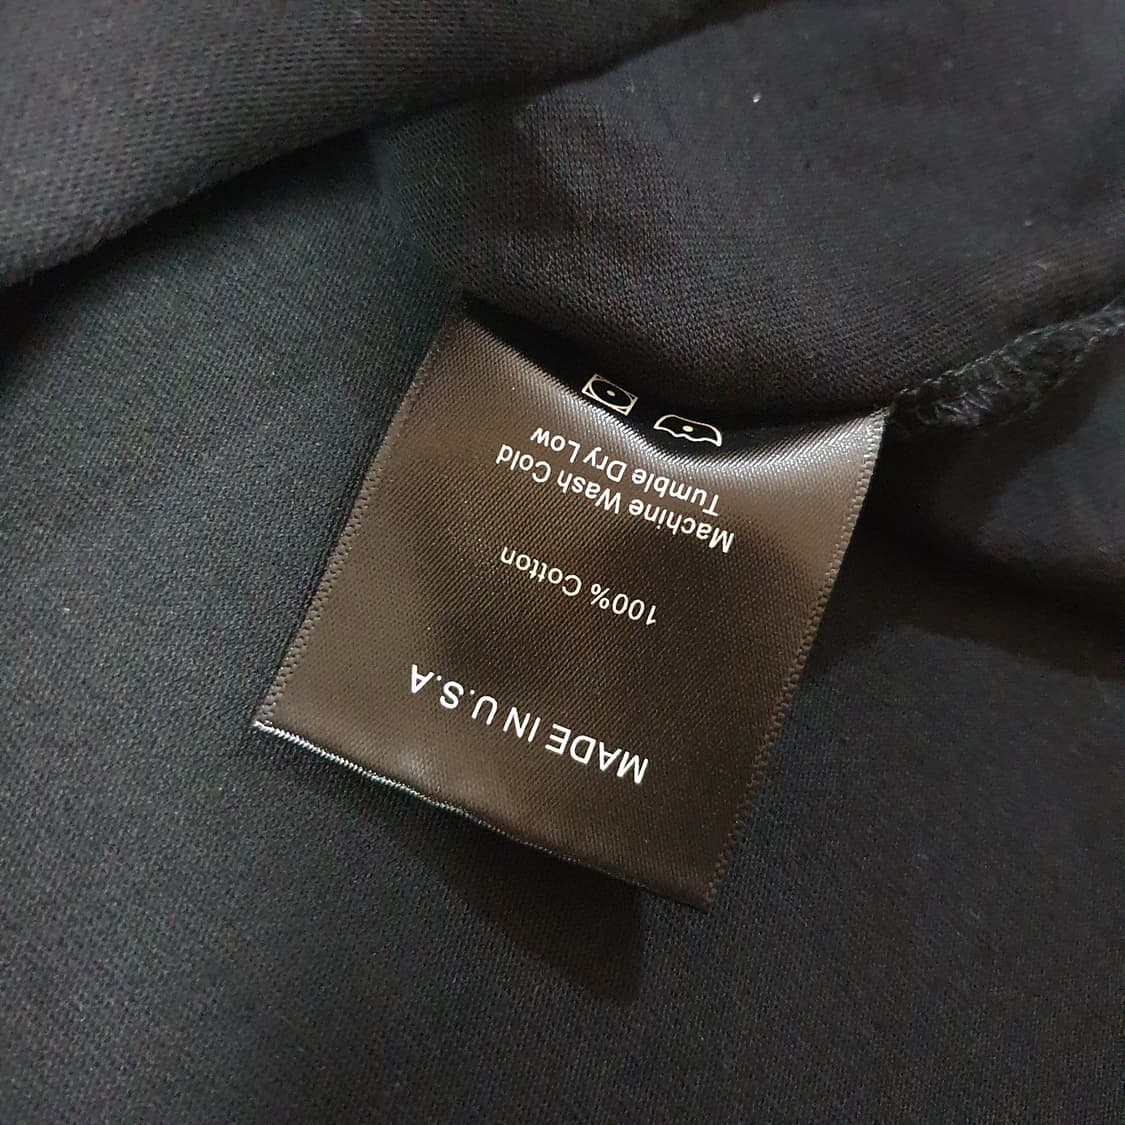 MADE IN U.S.A
100% Cotton
Machine Wash Cold
Tumble Dry Low